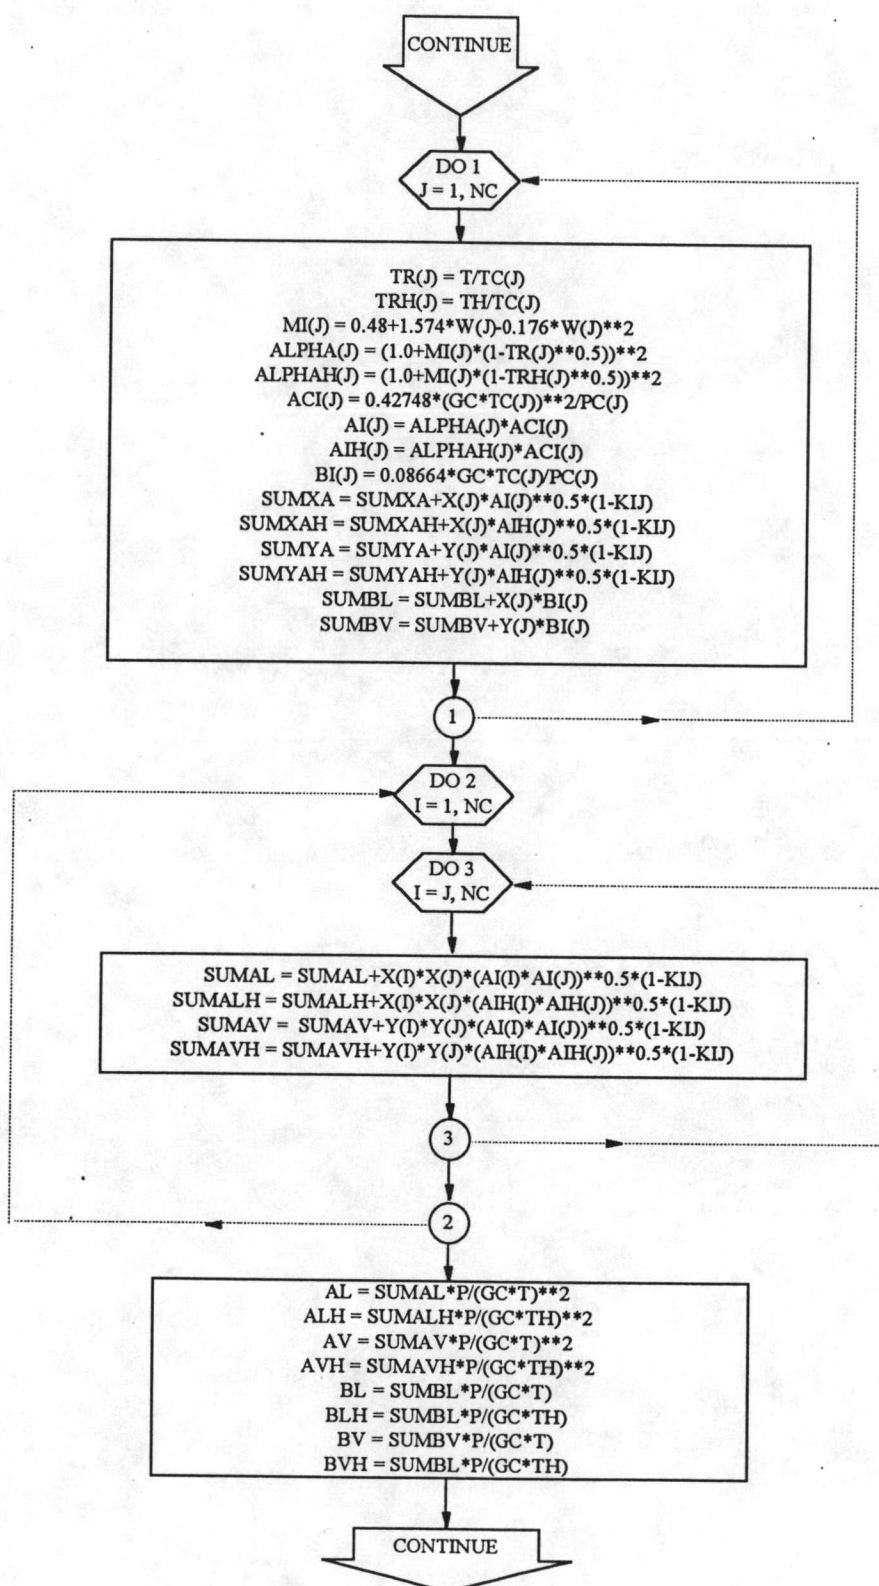 CONTINUE
DO 1
J = 1, NC
TR(J) = T/TC(J)
TRH(J) = TH/TC(J)
MI(J) = 0.48+1.574*W(J)-0.176*W(J)**2
ALPHA(J) = (1.0+MI(J)*(1-TR(J)**0.5))**2
ALPHAH(J) = (1.0+MI(J)*(1-TRH(J)**0.5))**2
ACI(J) = 0.42748*(GC*TC(J))**2/PC(J)
AI(J) = ALPHA(J)*ACI(J)
AIH(J) = ALPHAH(J)*ACI(J)
BI(J) = 0.08664*GC*TC(J)/PC(J)
SUMXA = SUMXA+X(J)*AI(J)**0.5*(1-KIJ)
SUMXAH = SUMXAH+X(J)*AIH(J)**0.5*(1-KIJ)
SUMYA = SUMYA+Y(J)*AI(J)**0.5*(1-KIJ)
SUMYAH = SUMYAH+Y(J)*AIH(J)**0.5*(1-KIJ)
SUMBL = SUMBL+X(J)*BI(J)
SUMBV = SUMBV+Y(J)*BI(J)
1
DO 2
I = 1, NC
DO 3
I = J, NC
SUMAL = SUMAL+X(I)*X(J)*(AI(I)*AI(J))**0.5*(1-KIJ)
SUMALH = SUMALH+X(I)*X(J)*(AIH(I)*AIH(J))**0.5*(1-KIJ)
SUMAV = SUMAV+Y(I)*Y(J)*(AI(I)*AI(J))**0.5*(1-KIJ)
SUMAVH = SUMAVH+Y(I)*Y(J)*(AIH(I)*AIH(J))**0.5*(1-KIJ)
3
2
AL = SUMAL*P/(GC*T)**2
ALH = SUMALH*P/(GC*TH)**2
AV = SUMAV*P/(GC*T)**2
AVH = SUMAVH*P/(GC*TH)**2
BL = SUMBL*P/(GC*T)
BLH = SUMBL*P/(GC*TH)
BV = SUMBV*P/(GC*T)
BVH = SUMBL*P/(GC*TH)
CONTINUE